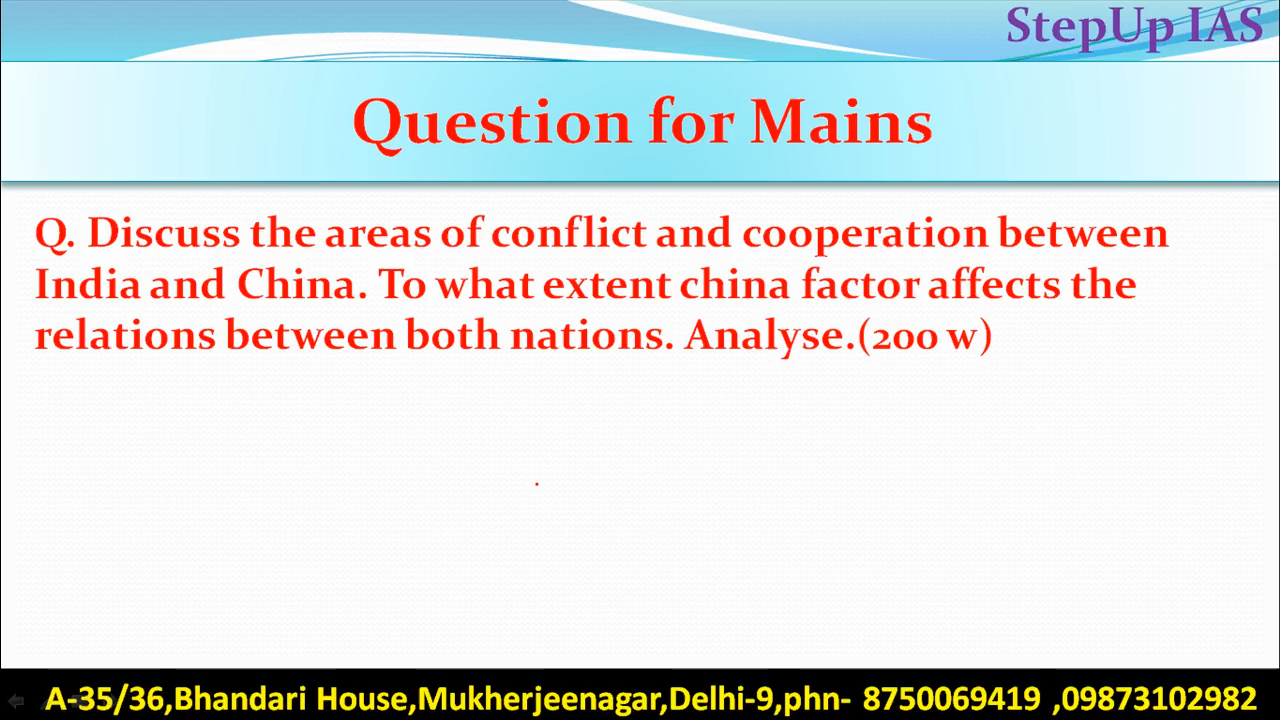 StepUp IAS
Question for Mains
Q. Discuss the areas of conflict and cooperation between
India and China. To what extent china factor affects the
relations between both nations. Analyse.(200 w)
A-35/36,Bhandari House,Mukherjeenagar,Delhi-9,phn- 8750069419 ,09873102982